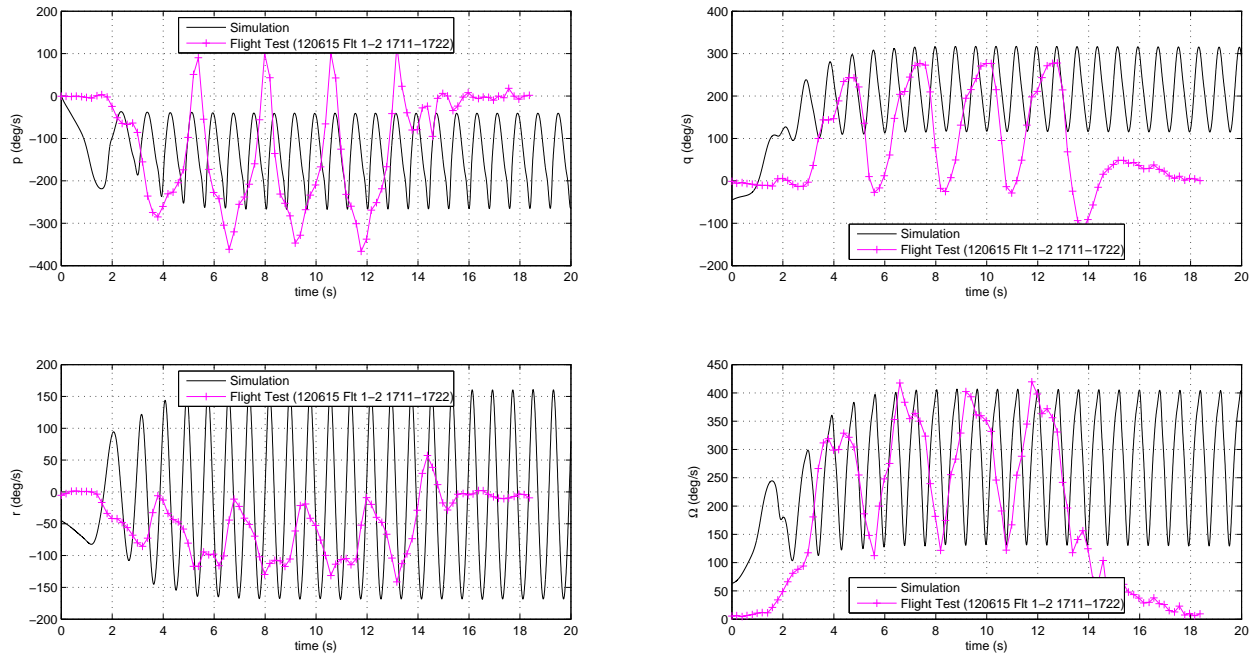 200
100
0
−100
−200
−300
−400
p (deg/s)
0 2 4 6 8 10 12 14 16 18 20
time (s)
Simulation
Flight Test (120615 Flt 1−2 1711−1722)
400
300
200
100
0
−100
−200
q (deg/s)
0 2 4 6 8 10 12 14 16 18 20
time (s)
Simulation
Flight Test (120615 Flt 1−2 1711−1722)
200
150
100
50
0
−50
−100
−150
−200
r (deg/s)
0 2 4 6 8 10 12 14 16 18 20
time (s)
Simulation
Flight Test (120615 Flt 1−2 1711−1722)
450
400
350
300
250
200
150
100
50
0
Ω (deg/s)
0 2 4 6 8 10 12 14 16 18 20
time (s)
Simulation
Flight Test (120615 Flt 1−2 1711−1722)